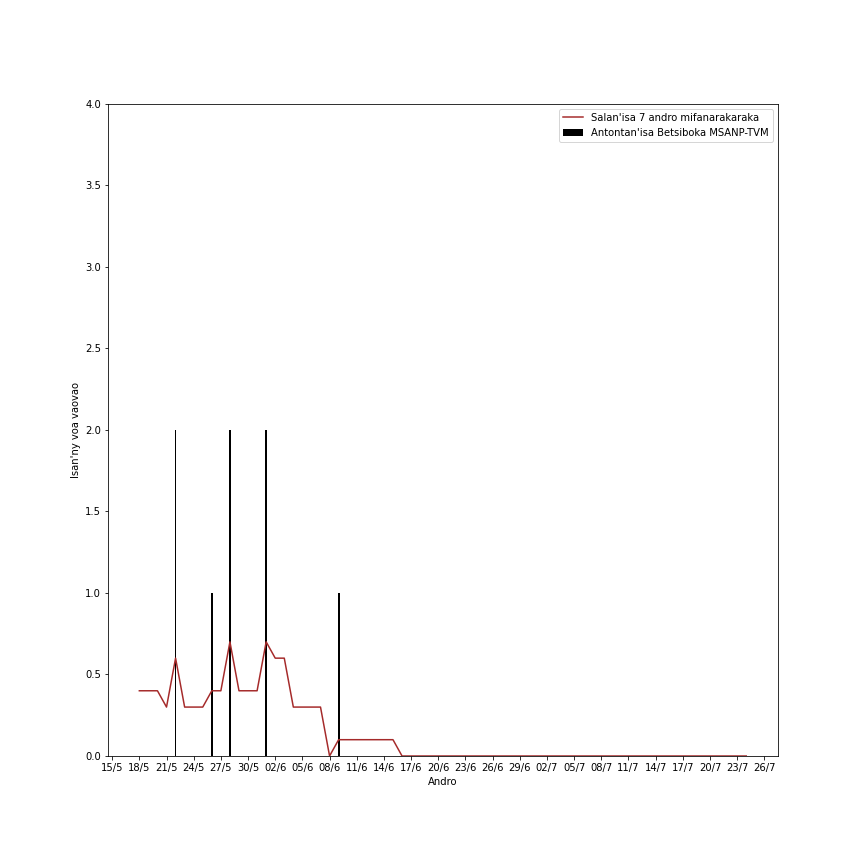 Salan'isa 7 andro mifanarakaraka
Antontan'isa Betsiboka MSANP-TVM
4.0
3.5
3.0
2.5
2.0
1.5
1.0
0.5
0.0
Isan'ny voa vaovao
15/5 18/5 21/5 24/5 27/5 30/5 02/6 05/6 08/6 11/6 14/6 17/6 20/6 23/6 26/6 29/6 02/7 05/7 08/7 11/7 14/7 17/7 20/7 23/7 26/7
Andro